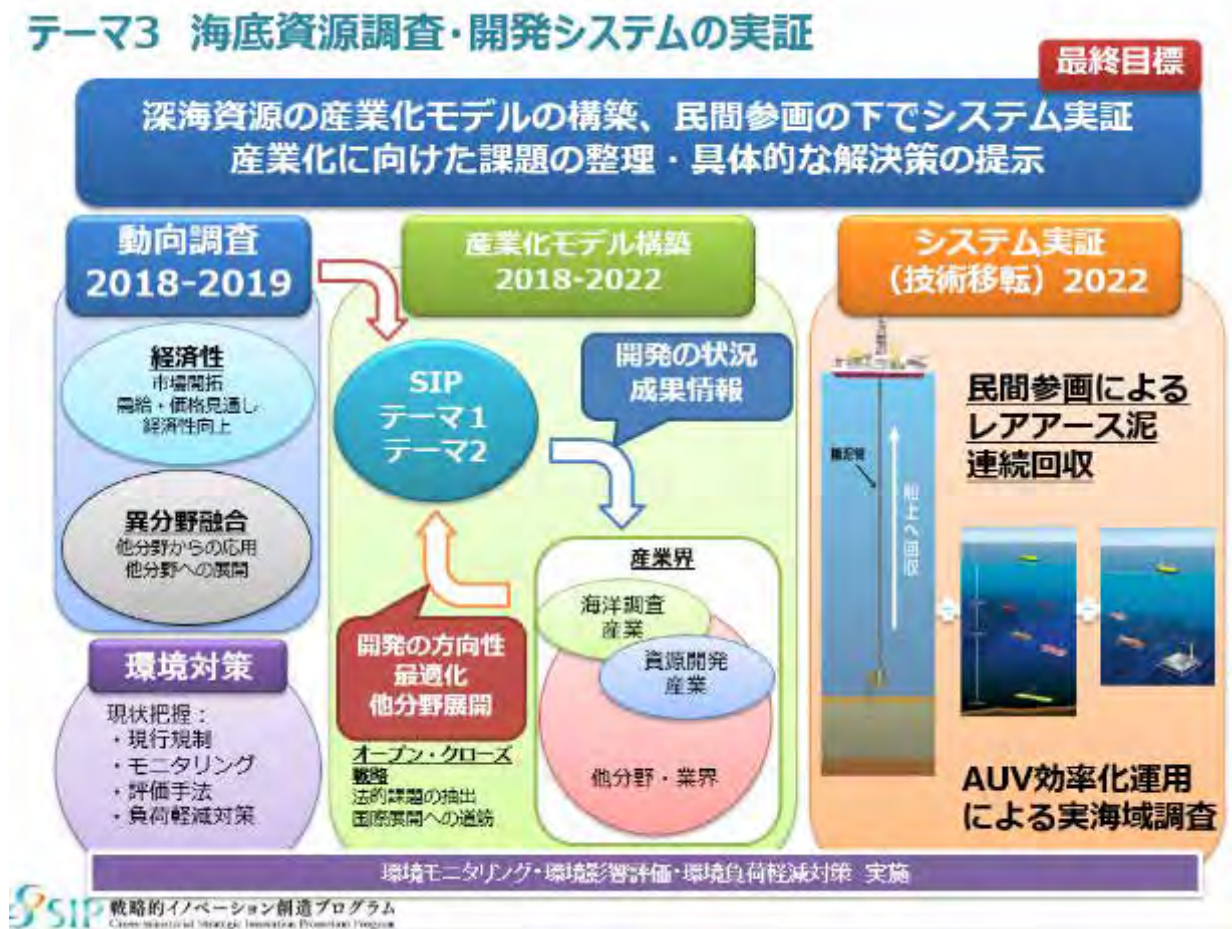 テーマ3 海底資源調査・開発システムの実証
最終目標
深海資源の産業化モデルの構築、民間参画の下でシステム実証
産業化に向けた課題の整理・具体的な解決策の提示
動向調査
2018-2019
経済性
市場開拓
需給・価格見通し
経済性向上
異分野融合
他分野からの応用
他分野への展開
環境対策
現状把握:
・現行規制
・モニタリング
・評価手法
・負荷軽減対策
産業化モデル構築
2018-2022
SIP
テーマ1
テーマ2
開発の状況
成果情報
開発の方向性
最適化
他分野展開
オープン・クローズ
戦略
法的課題の抽出
国際展開への道筋
産業界
海洋調査
産業
資源開発
産業
他分野・業界
システム実証
(技術移転)2022
揚泥管
船上へ回収
民間参画による
レアアース泥
連続回収
AUV効率化運用
による実海域調査
環境モニタリング・環境影響評価・環境負荷軽減対策 実施
SIP 戦略的イノベーション創造プログラム
Cross-ministerial Strategic Innovation Promotion Program